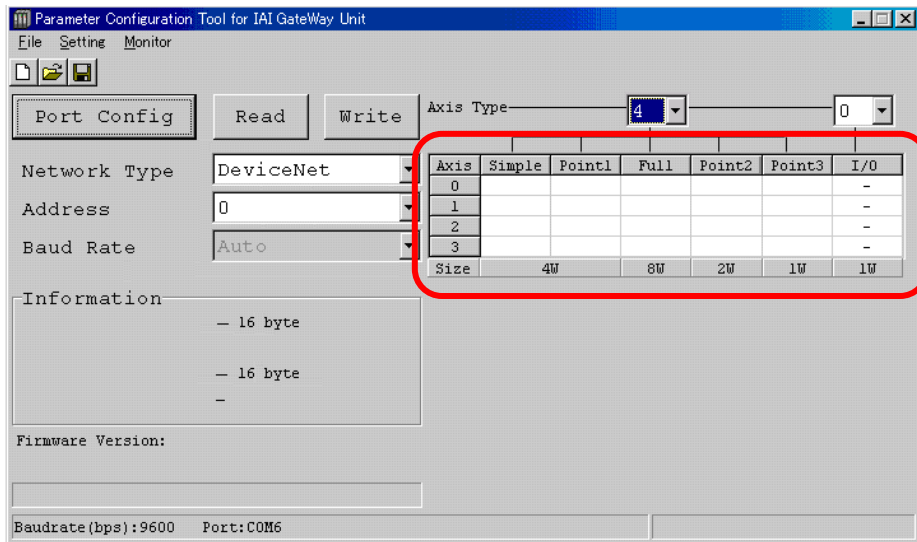 Parameter Configuration Tool for IAI GateWay Unit
File Setting Monitor
Port Config Read Write
Axis Type 4 0
Network Type DeviceNet
Address 0
Baud Rate Auto
Axis Simple Point1 Full Point2 Point3 I/O
0 -
1 -
2 -
3 -
Size 4W 8W 2W 1W 1W
Information
— 16 byte
— 16 byte
—
Firmware Version:
Baudrate(bps):9600 Port:COM6